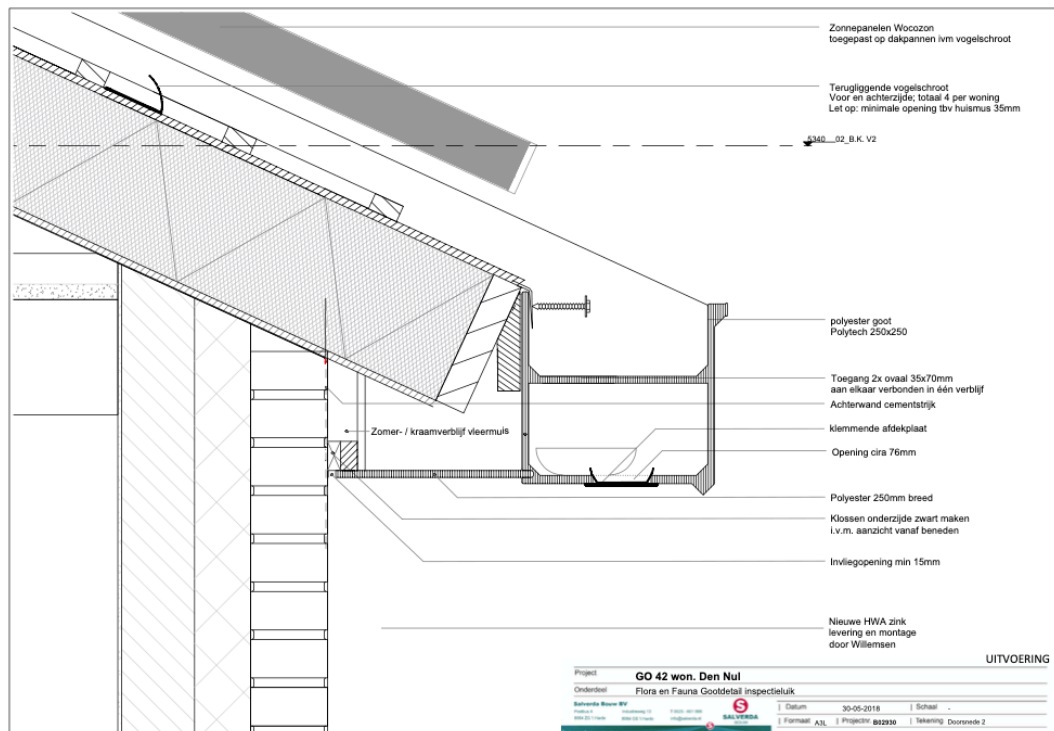 Zonnepanelen Wocozon
toegepast op dakpannen ivm vogelschroot
Terugliggende vogelschroot
Voor en achterzijde; totaal 4 per woning
Let op: minimale opening tbv huismus 35mm
5340 02_B.K. V2
polyester goot
Polytech 250x250
Toegang 2x ovaal 35x70mm
aan elkaar verbonden in één verblijf
Achterwand cementstrijk
Zomer- / kraamverblijf vleermuis
klemmende afdekplaat
Opening cira 76mm
Polyester 250mm breed
Klossen onderzijde zwart maken
i.v.m. aanzicht vanaf beneden
Invliegopening min 15mm
Nieuwe HWA zink
levering en montage
door Willemsen
UITVOERING
Project GO 42 won. Den Nul
Onderdeel Flora en Fauna Gootdetail inspectieluik
Salverda Bouw BV
SALVERDA
Datum 30-05-2018 Schaal -
Formaat A3L Projectnr. B02930 Tekening Doorsnede 2